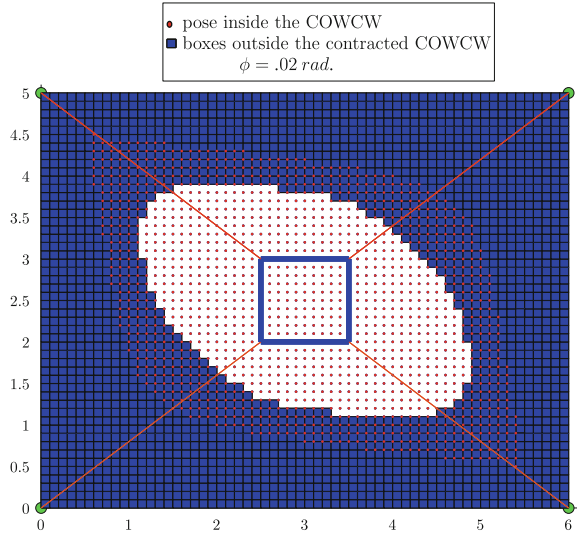 pose inside the COWCW
boxes outside the contracted COWCW
ϕ = .02 rad.
5
4.5
4
3.5
3
2.5
2
1.5
1
0.5
0
0 1 2 3 4 5 6